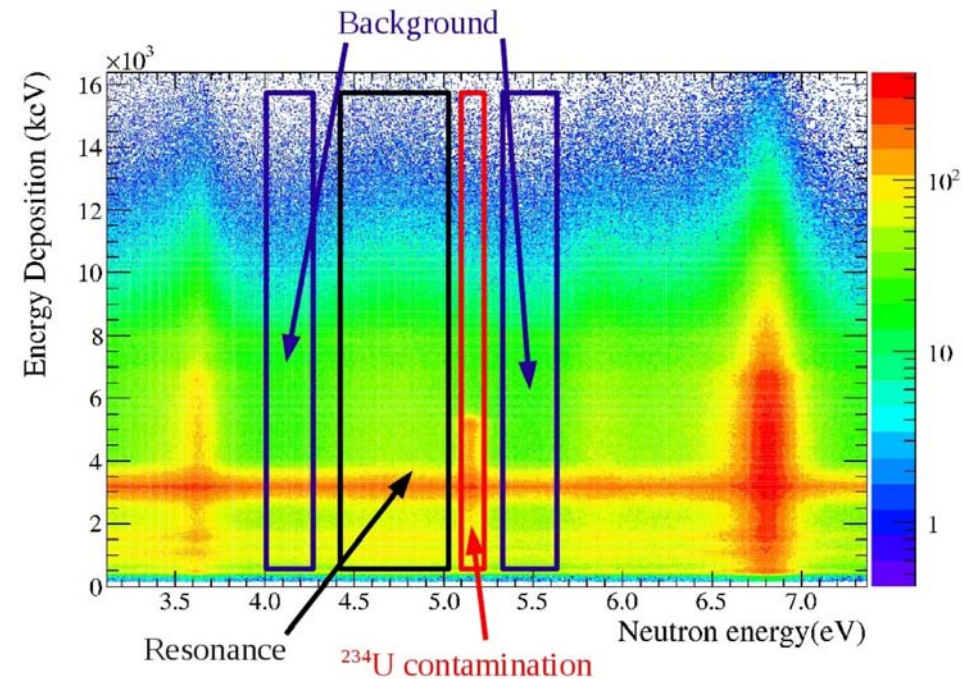 Background
×10³
16
14
12
10
8
6
4
2
0
Energy Deposition (keV)
3.5 4.0 4.5 5.0 5.5 6.0 6.5 7.0
Neutron energy(eV)
10²
10
1
Resonance
²³⁴U contamination